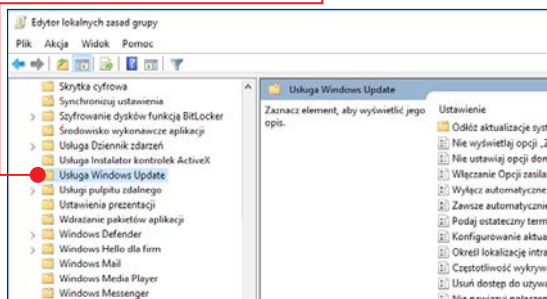 Edytor lokalnych zasad grupy
Plik Akcja Widok Pomoc
Skrytka cyfrowa
Synchronizuj ustawienia
Szyfrowanie dysków funkcją BitLocker
Środowisko wykonawcze aplikacji
Usługa Dziennik zdarzeń
Usługa Instalator kontrolek ActiveX
Usługa Windows Update
Usługi pulpitu zdalnego
Ustawienia prezentacji
Wdrażanie pakietów aplikacji
Windows Defender
Windows Hello dla firm
Windows Mail
Windows Media Player
Windows Messenger
Usługa Windows Update
Zaznacz element, aby wyświetlić jego
opis.
Ustawienie
Odłóż aktualizacje syst
Nie wyświetlaj opcji „Z
Nie ustawiaj opcji dom
Włączanie Opcji zasila
Wyłącz automatyczne
Zawsze automatycznie
Podaj ostateczny term
Konfigurowanie aktua
Określ lokalizację intra
Częstotliwość wykryw
Usuń dostęp do używa